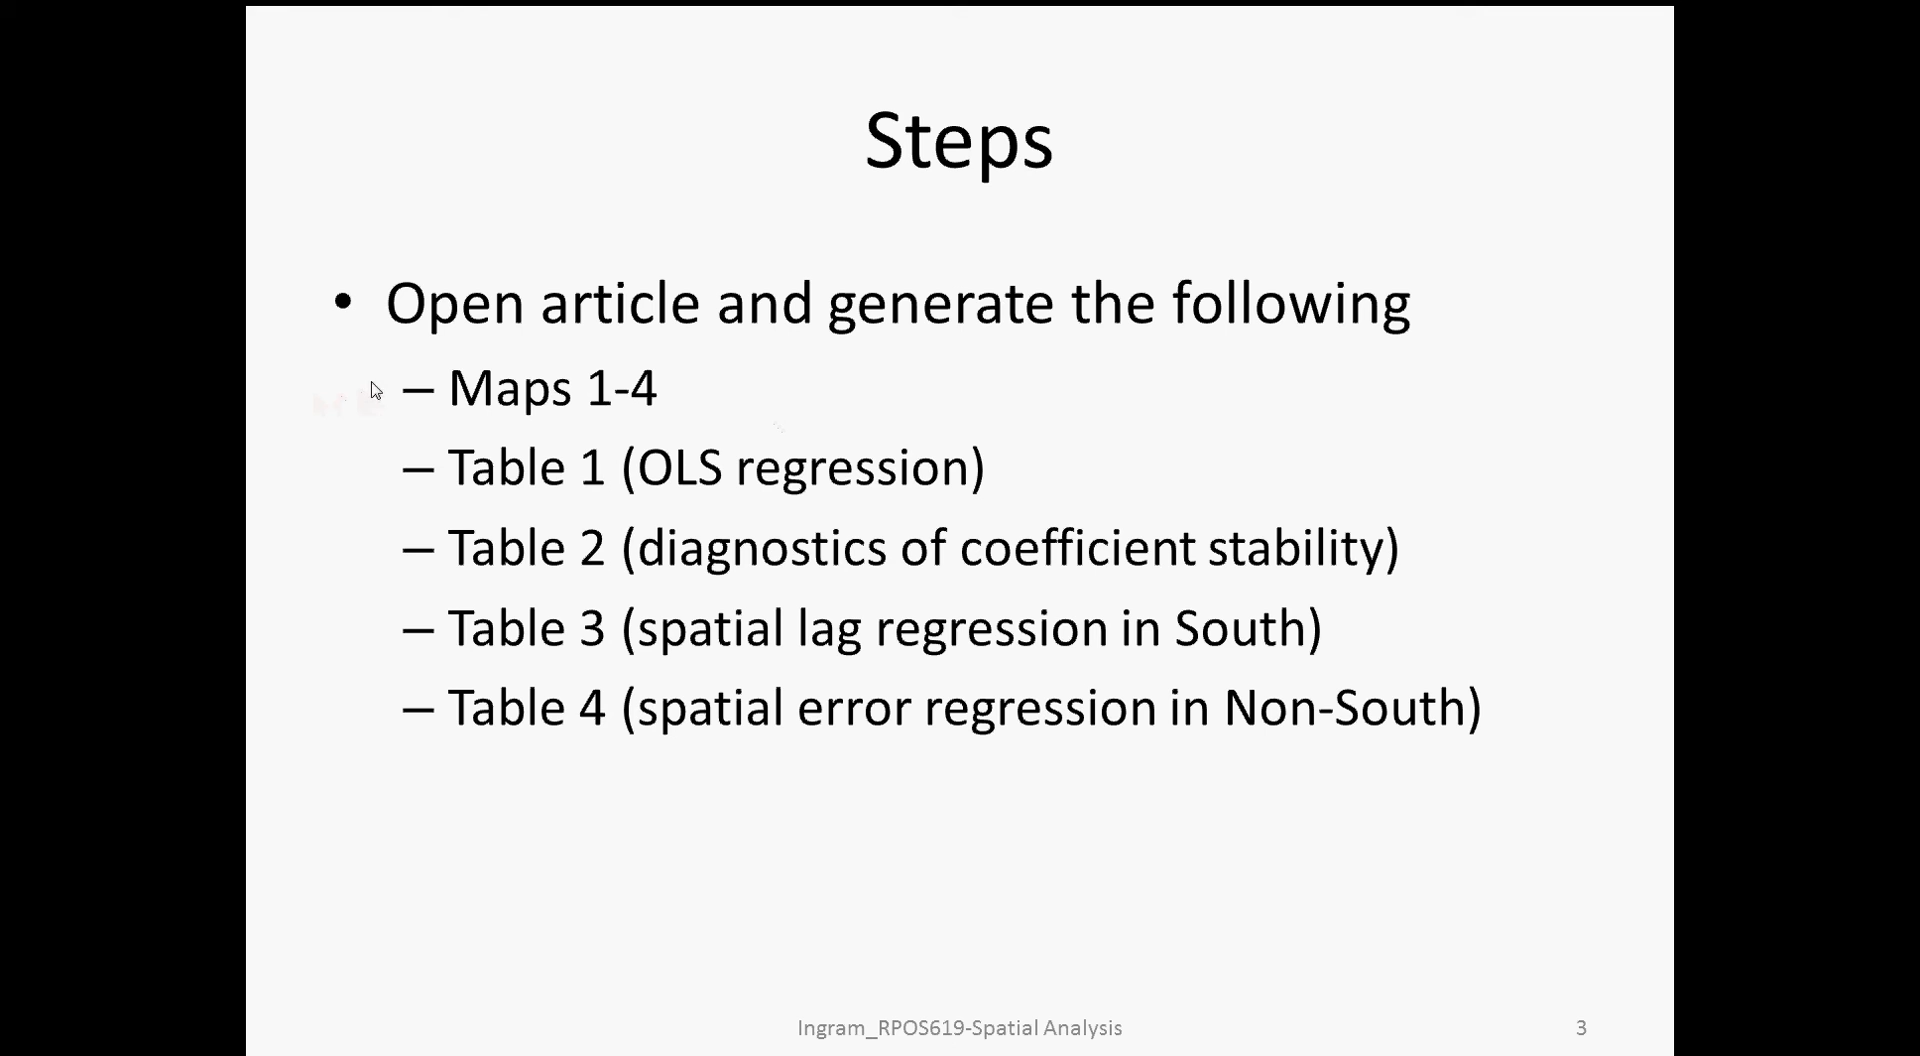 Steps
• Open article and generate the following
– Maps 1-4
– Table 1 (OLS regression)
– Table 2 (diagnostics of coefficient stability)
– Table 3 (spatial lag regression in South)
– Table 4 (spatial error regression in Non-South)
Ingram_RPOS619-Spatial Analysis
3